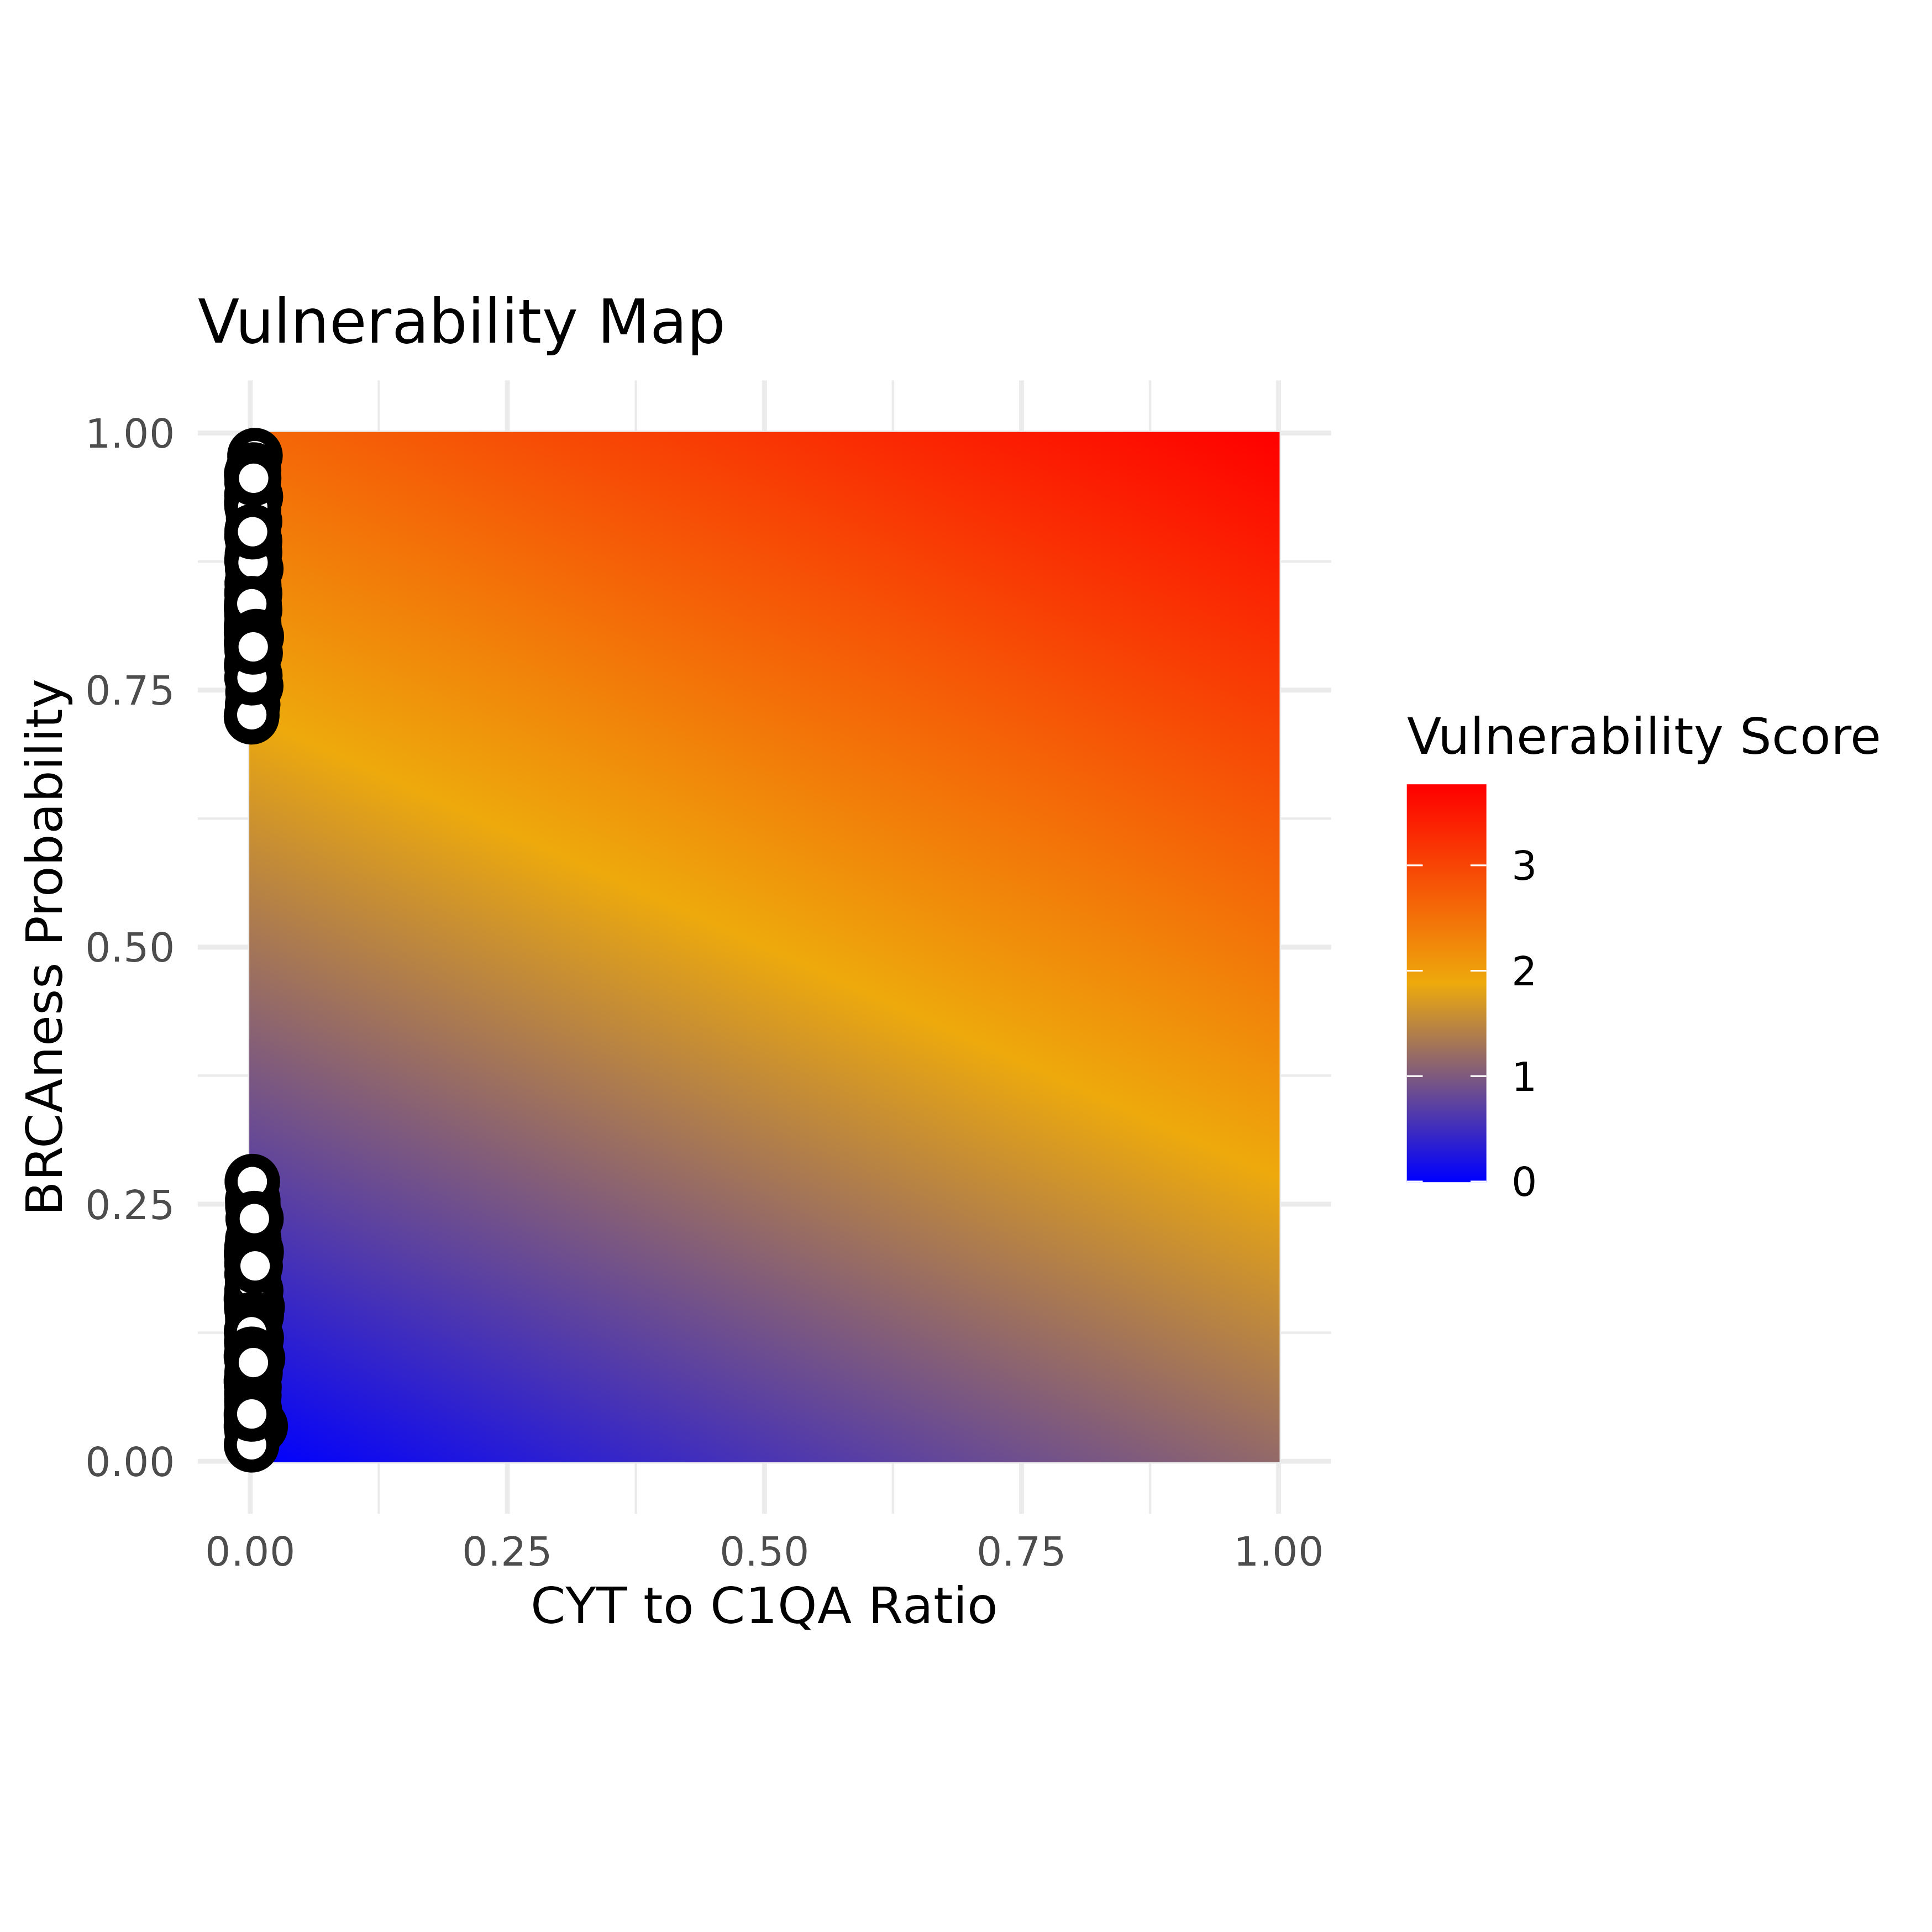 Vulnerability Map
BRCAness Probability
1.00
0.75
0.50
0.25
0.00
0.00 0.25 0.50 0.75 1.00
CYT to C1QA Ratio
Vulnerability Score
3
2
1
0